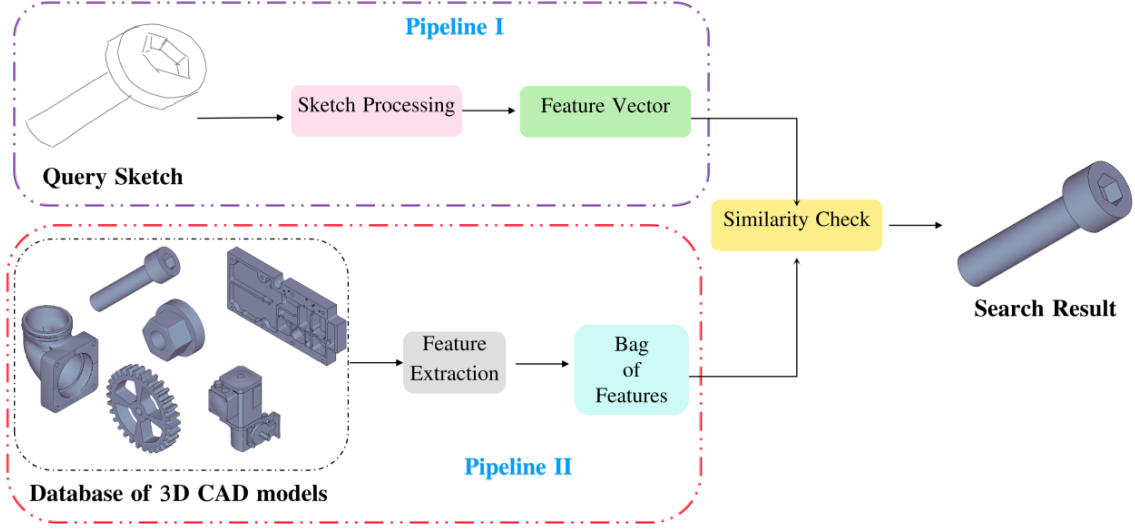 Pipeline I
Sketch Processing
Feature Vector
Query Sketch
Similarity Check
Search Result
Feature
Extraction
Bag
of
Features
Pipeline II
Database of 3D CAD models